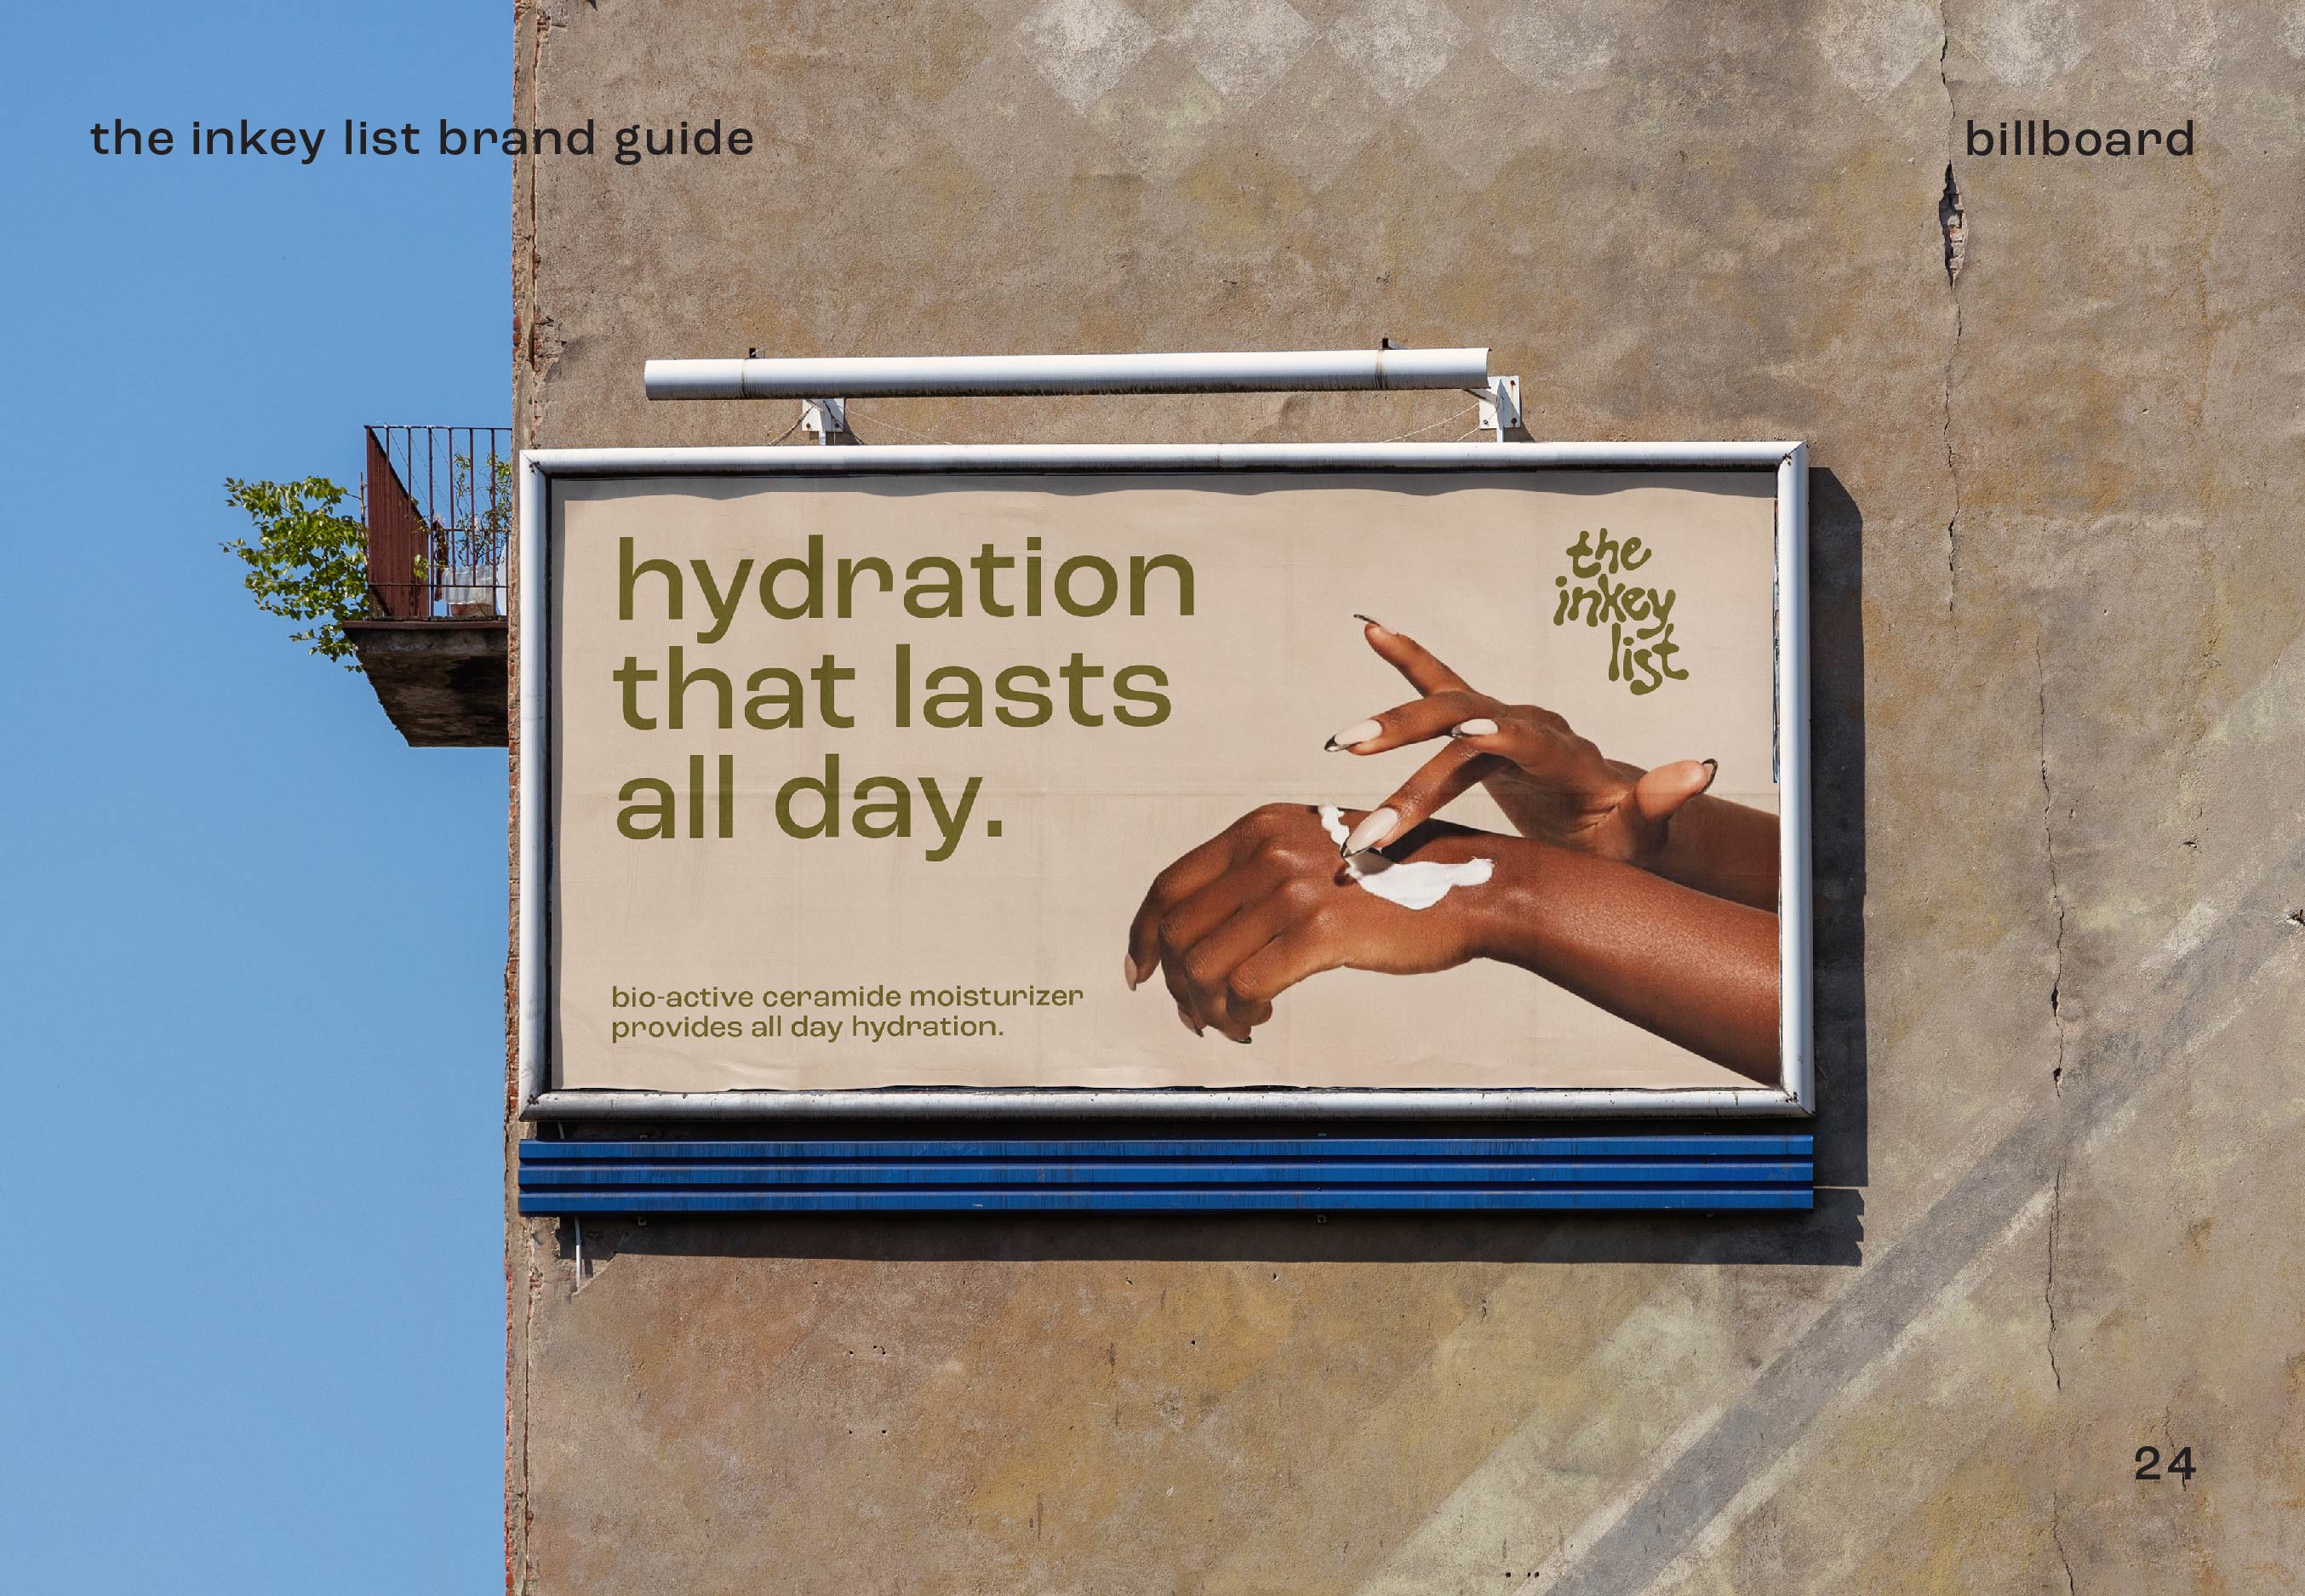 the inkey list brand guide
billboard
hydration
that lasts
all day.
the
inkey
list
bio-active ceramide moisturizer
provides all day hydration.
24